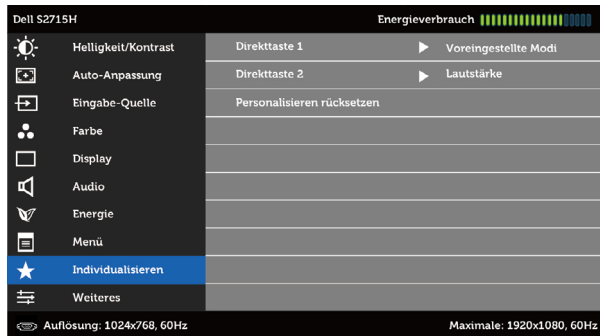 Dell S2715H Energieverbrauch
Helligkeit/Kontrast Direkttaste 1 Voreingestellte Modi
Auto-Anpassung Direkttaste 2 Lautstärke
Eingabe-Quelle Personalisieren rücksetzen
Farbe
Display
Audio
Energie
Menü
Individualisieren
Weiteres
Auflösung: 1024x768, 60Hz Maximale: 1920x1080, 60Hz